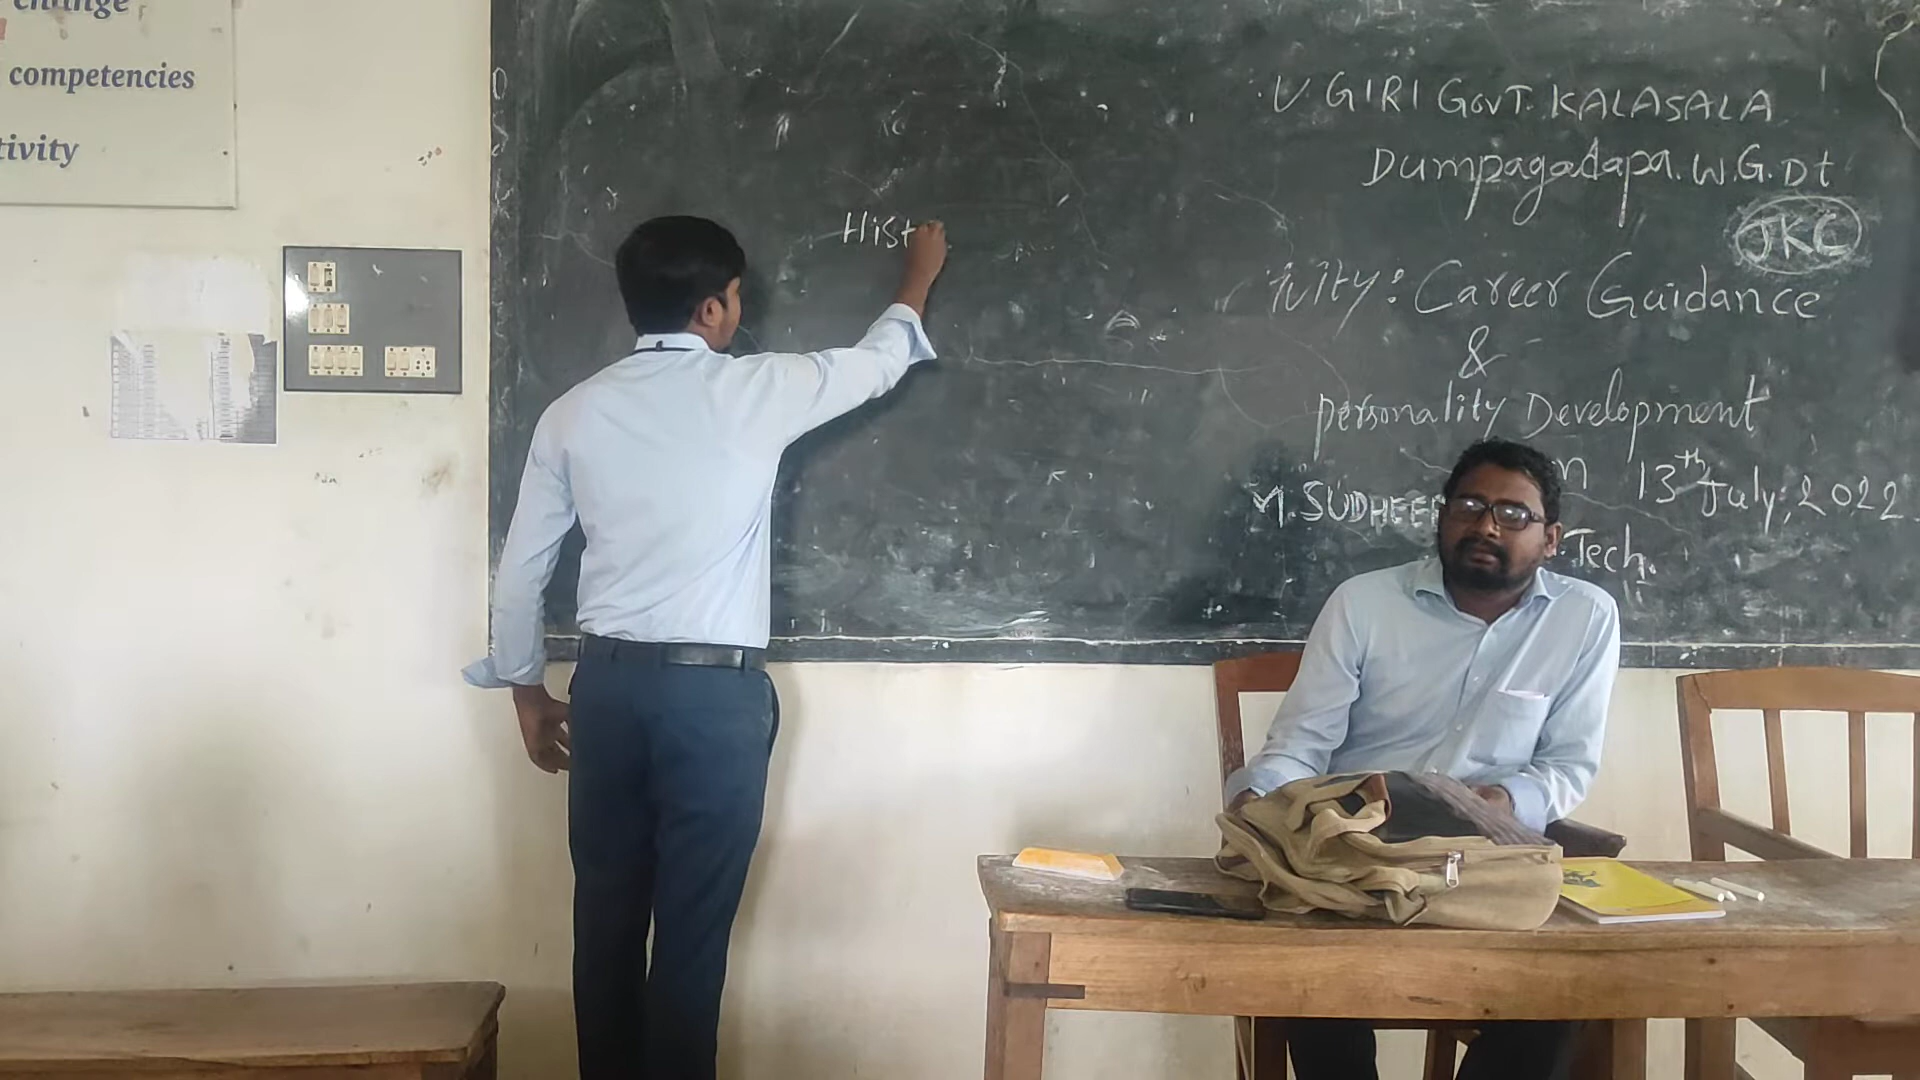 change
competencies
tivity
Hist
V GIRI GOVT. KALASALA
Dumpagadapa. W.G.Dt
JKC
tivity: Career Guidance
&
personality Development
n 13th July, 2022
M. SUDHEE
.Tech.